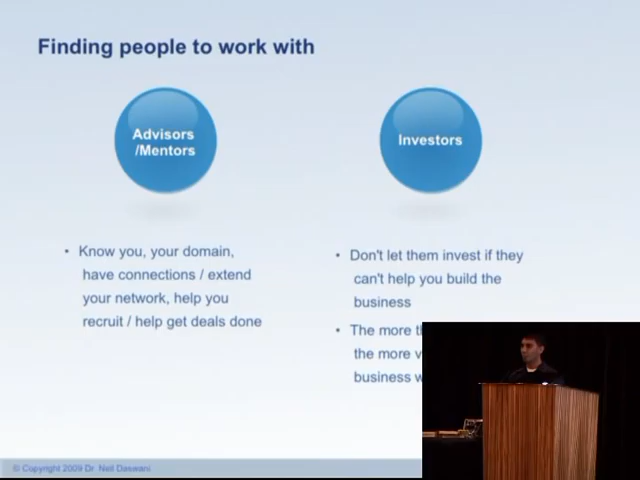 Finding people to work with
Advisors
/Mentors
Investors
• Know you, your domain,
have connections / extend
your network, help you
recruit / help get deals done
• Don't let them invest if they
can't help you build the
business
• The more
the more
business
© Copyright 2009 Dr Neil Daswani